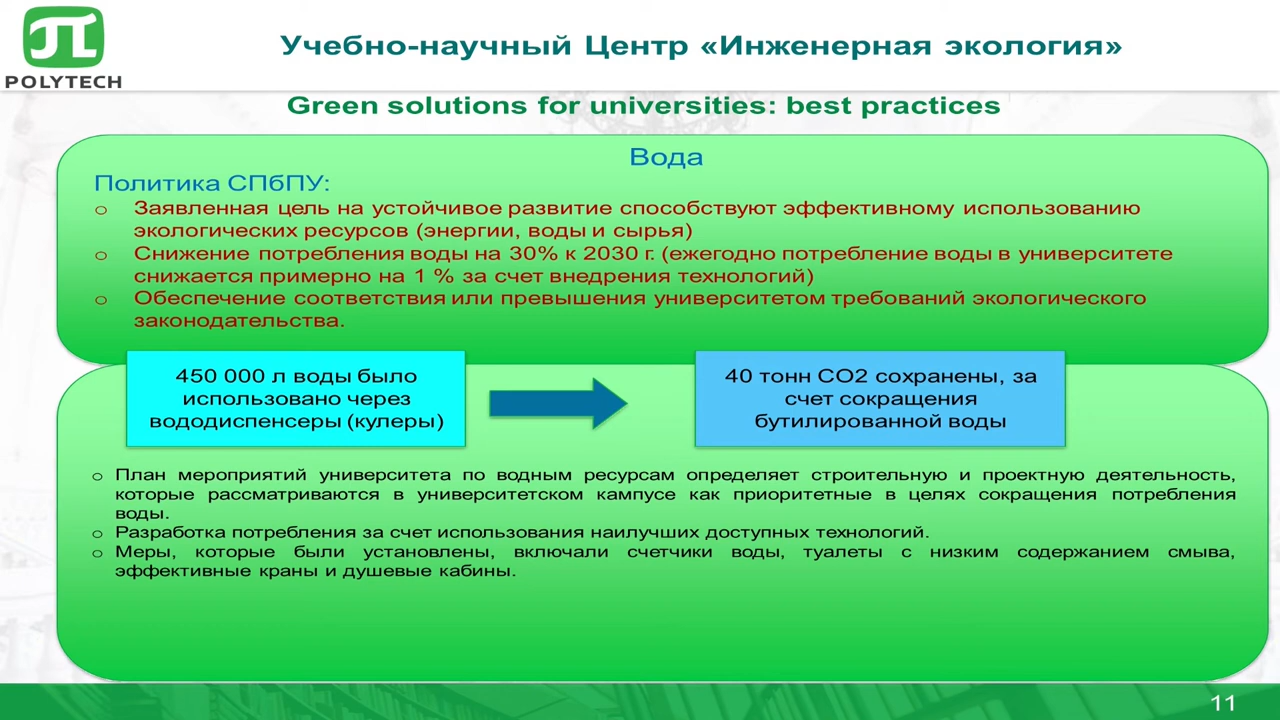 POLYTECH
Учебно-научный Центр «Инженерная экология»
Green solutions for universities: best practices
Вода
Политика СПбПУ:
o Заявленная цель на устойчивое развитие способствуют эффективному использованию
экологических ресурсов (энергии, воды и сырья)
o Снижение потребления воды на 30% к 2030 г. (ежегодно потребление воды в университете
снижается примерно на 1 % за счет внедрения технологий)
o Обеспечение соответствия или превышения университетом требований экологического
законодательства.
450 000 л воды было
использовано через
вододиспенсеры (кулеры)
40 тонн СО2 сохранены, за
счет сокращения
бутилированной воды
o План мероприятий университета по водным ресурсам определяет строительную и проектную деятельность,
которые рассматриваются в университетском кампусе как приоритетные в целях сокращения потребления
воды.
o Разработка потребления за счет использования наилучших доступных технологий.
o Меры, которые были установлены, включали счетчики воды, туалеты с низким содержанием смыва,
эффективные краны и душевые кабины.
11